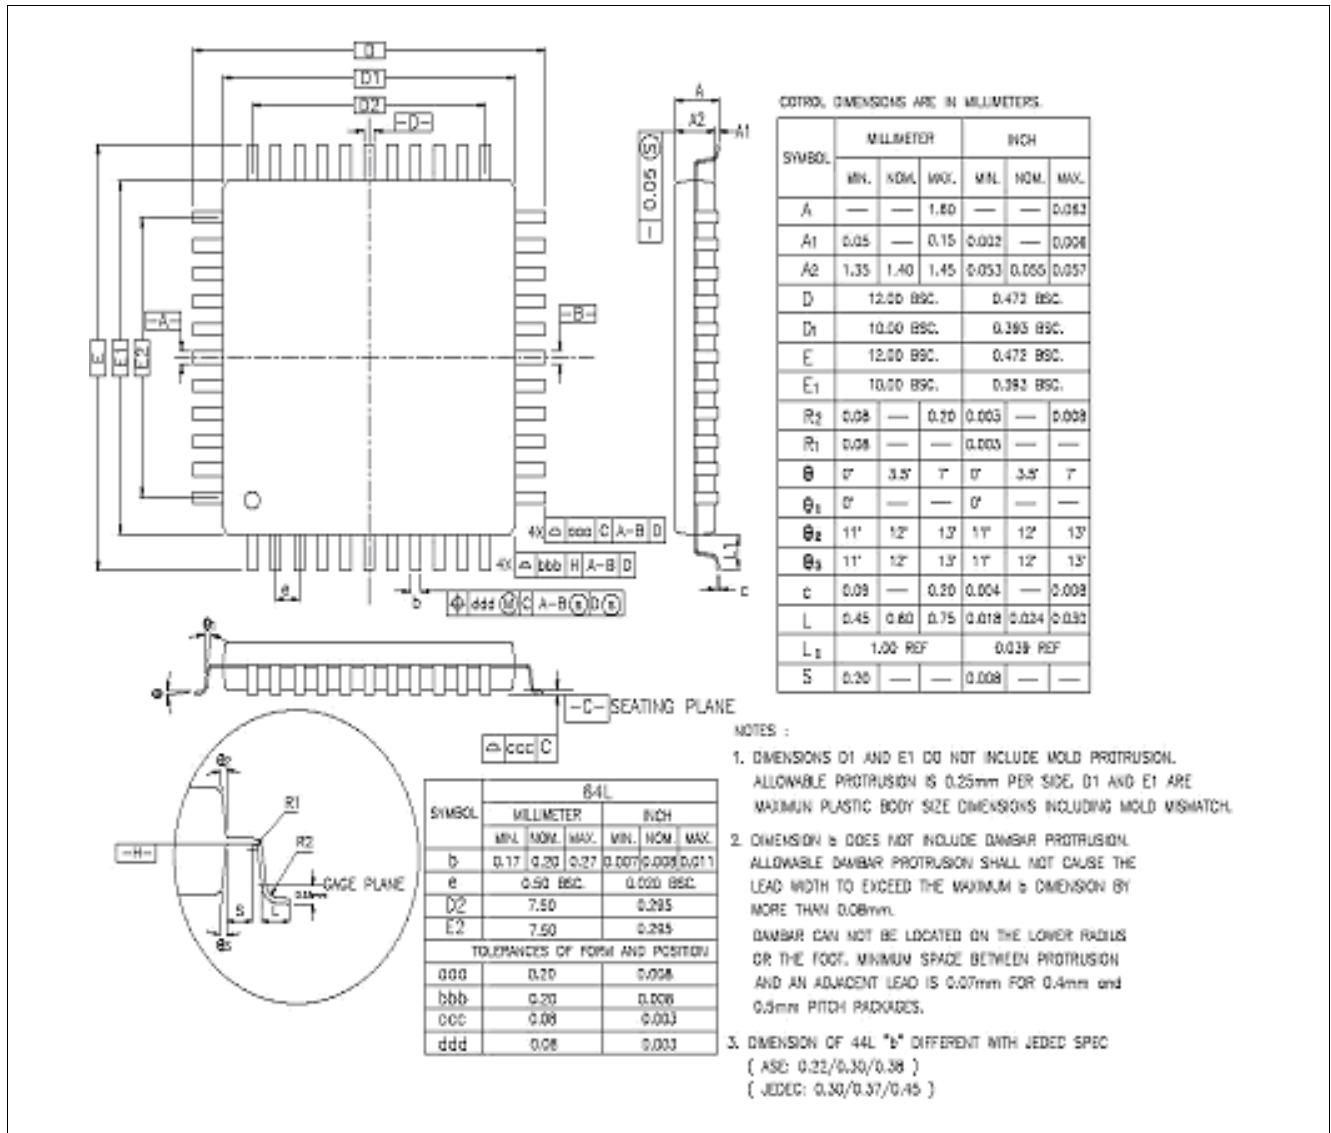 D
D1
D2
-D-
A
A2
A1
0.05 S
E
E1
E2
-A-
-B-
4X aaa C A-B D
4X bbb H A-B D
ddd M C A-B S D S
e
b
L1
c
-C- SEATING PLANE
ccc C
R1
R2
-H-
GAGE PLANE
S
L
COTROL DIMENSIONS ARE IN MILLIMETERS.
SYMBOL MILLIMETER INCH
MIN. NOM. MAX. MIN. NOM. MAX.
A — — 1.60 — — 0.063
A1 0.05 — 0.15 0.002 — 0.006
A2 1.35 1.40 1.45 0.053 0.055 0.057
D 12.00 BSC. 0.472 BSC.
D1 10.00 BSC. 0.393 BSC.
E 12.00 BSC. 0.472 BSC.
E1 10.00 BSC. 0.393 BSC.
R2 0.08 — 0.20 0.003 — 0.008
R1 0.08 — — 0.003 — —
θ 0° 3.5° 7° 0° 3.5° 7°
θ1 0° — — 0° — —
θ2 11° 12° 13° 11° 12° 13°
θ3 11° 12° 13° 11° 12° 13°
c 0.09 — 0.20 0.004 — 0.008
L 0.45 0.60 0.75 0.018 0.024 0.030
L1 1.00 REF 0.039 REF
S 0.20 — — 0.008 — —
SYMBOL 64L
MILLIMETER INCH
MIN. NOM. MAX. MIN. NOM. MAX.
b 0.17 0.20 0.27 0.007 0.008 0.011
e 0.50 BSC. 0.020 BSC.
D2 7.50 0.295
E2 7.50 0.295
TOLERANCES OF FORM AND POSITION
aaa 0.20 0.008
bbb 0.20 0.008
ccc 0.08 0.003
ddd 0.08 0.003
NOTES :
1. DIMENSIONS D1 AND E1 DO NOT INCLUDE MOLD PROTRUSION.
ALLOWABLE PROTRUSION IS 0.25mm PER SIDE. D1 AND E1 ARE
MAXIMUN PLASTIC BODY SIZE DIMENSIONS INCLUDING MOLD MISMATCH.
2. DIMENSION b DOES NOT INCLUDE DAMBAR PROTRUSION.
ALLOWABLE DAMBAR PROTRUSION SHALL NOT CAUSE THE
LEAD WIDTH TO EXCEED THE MAXIMUM b DIMENSION BY
MORE THAN 0.08mm.
DAMBAR CAN NOT BE LOCATED ON THE LOWER RADIUS
OR THE FOOT. MINIMUM SPACE BETWEEN PROTRUSION
AND AN ADJACENT LEAD IS 0.07mm FOR 0.4mm and
0.5mm PITCH PACKAGES.
3. DIMENSION OF 44L "b" DIFFERENT WITH JEDEC SPEC
( ASE: 0.22/0.30/0.38 )
( JEDEC: 0.30/0.37/0.45 )